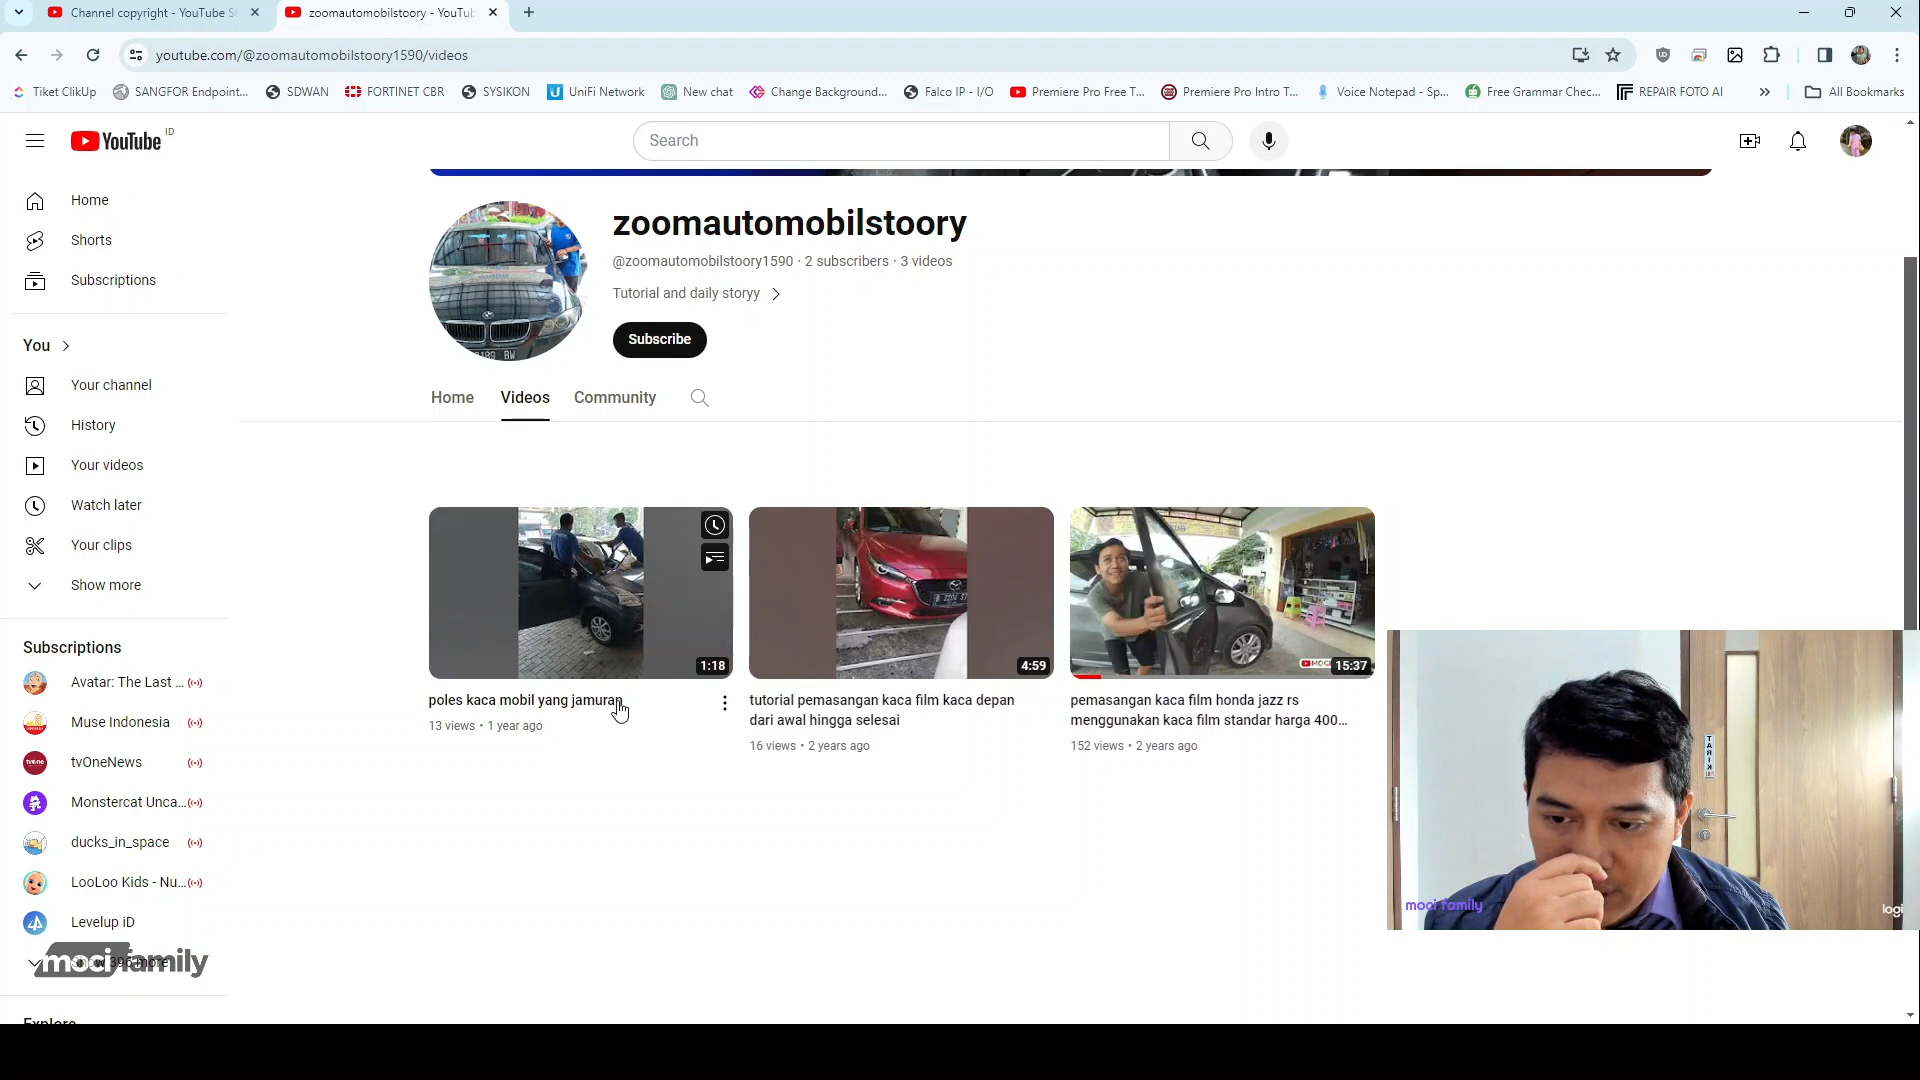 Channel copyright - YouTube St
zoomautomobilstoory - YouTub
youtube.com/@zoomautomobilstoory1590/videos
Tiket ClikUp
SANGFOR Endpoint...
SDWAN
FORTINET CBR
SYSIKON
UniFi Network
New chat
Change Background...
Falco IP - I/O
Premiere Pro Free T...
Premiere Pro Intro T...
Voice Notepad - Sp...
Free Grammar Chec...
REPAIR FOTO AI
All Bookmarks
YouTube ID
Search
Home
Shorts
Subscriptions
You
Your channel
History
Your videos
Watch later
Your clips
Show more
Subscriptions
Avatar: The Last ...
Muse Indonesia
tvOneNews
Monstercat Unca...
ducks_in_space
LooLoo Kids - Nu...
Levelup iD
Show 396 more
moci family
Explore
zoomautomobilstoory
@zoomautomobilstoory1590 · 2 subscribers · 3 videos
Tutorial and daily storyy
Subscribe
Home
Videos
Community
1:18
poles kaca mobil yang jamuran
13 views • 1 year ago
4:59
tutorial pemasangan kaca film kaca depan
dari awal hingga selesai
16 views • 2 years ago
15:37
pemasangan kaca film honda jazz rs
menggunakan kaca film standar harga 400...
152 views • 2 years ago
TARIK
moci family
logi